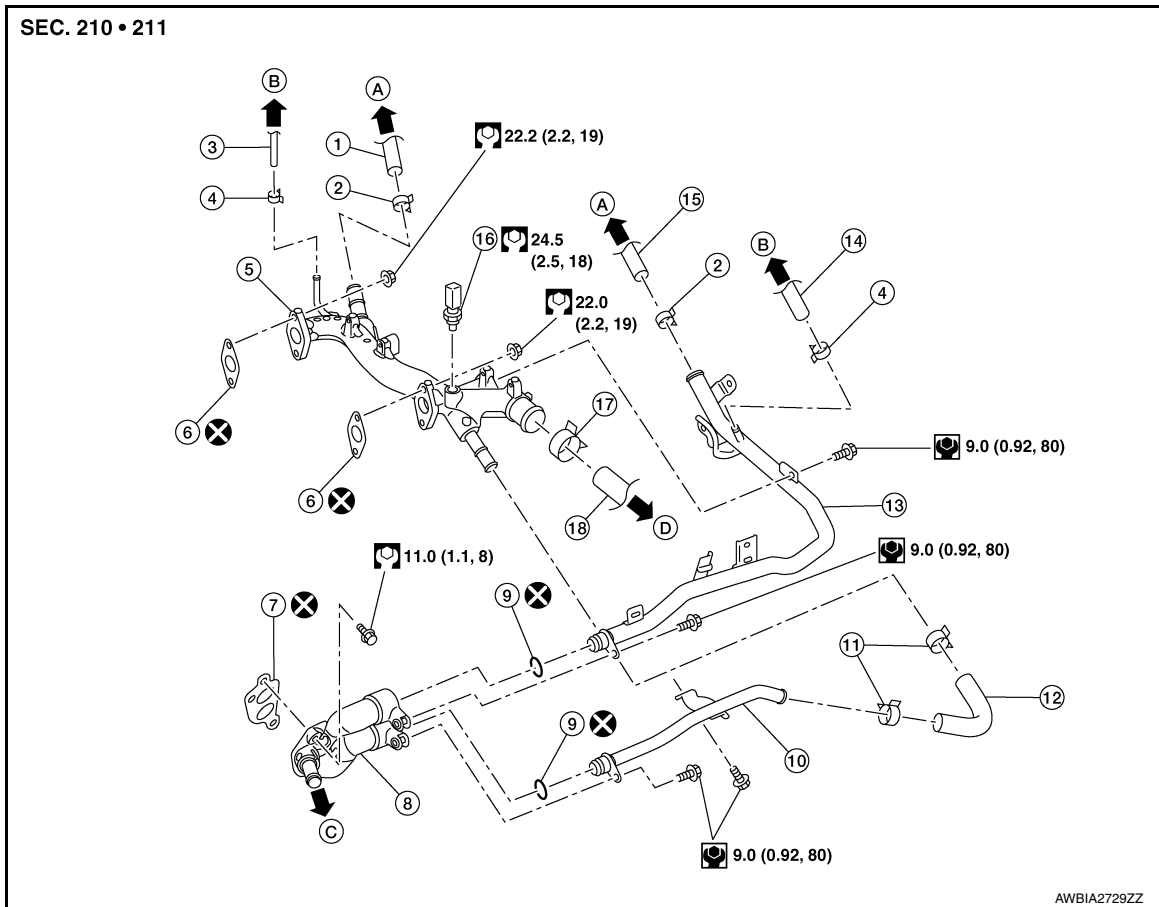 SEC. 210 • 211
B
A
3
1
22.2 (2.2, 19)
4
2
A
15
16
24.5
(2.5, 18)
B
14
5
2
22.0
(2.2, 19)
4
17
6
9.0 (0.92, 80)
6
18
D
13
11.0 (1.1, 8)
9.0 (0.92, 80)
7
9
11
12
9
10
8
C
9.0 (0.92, 80)
AWBIA2729ZZ